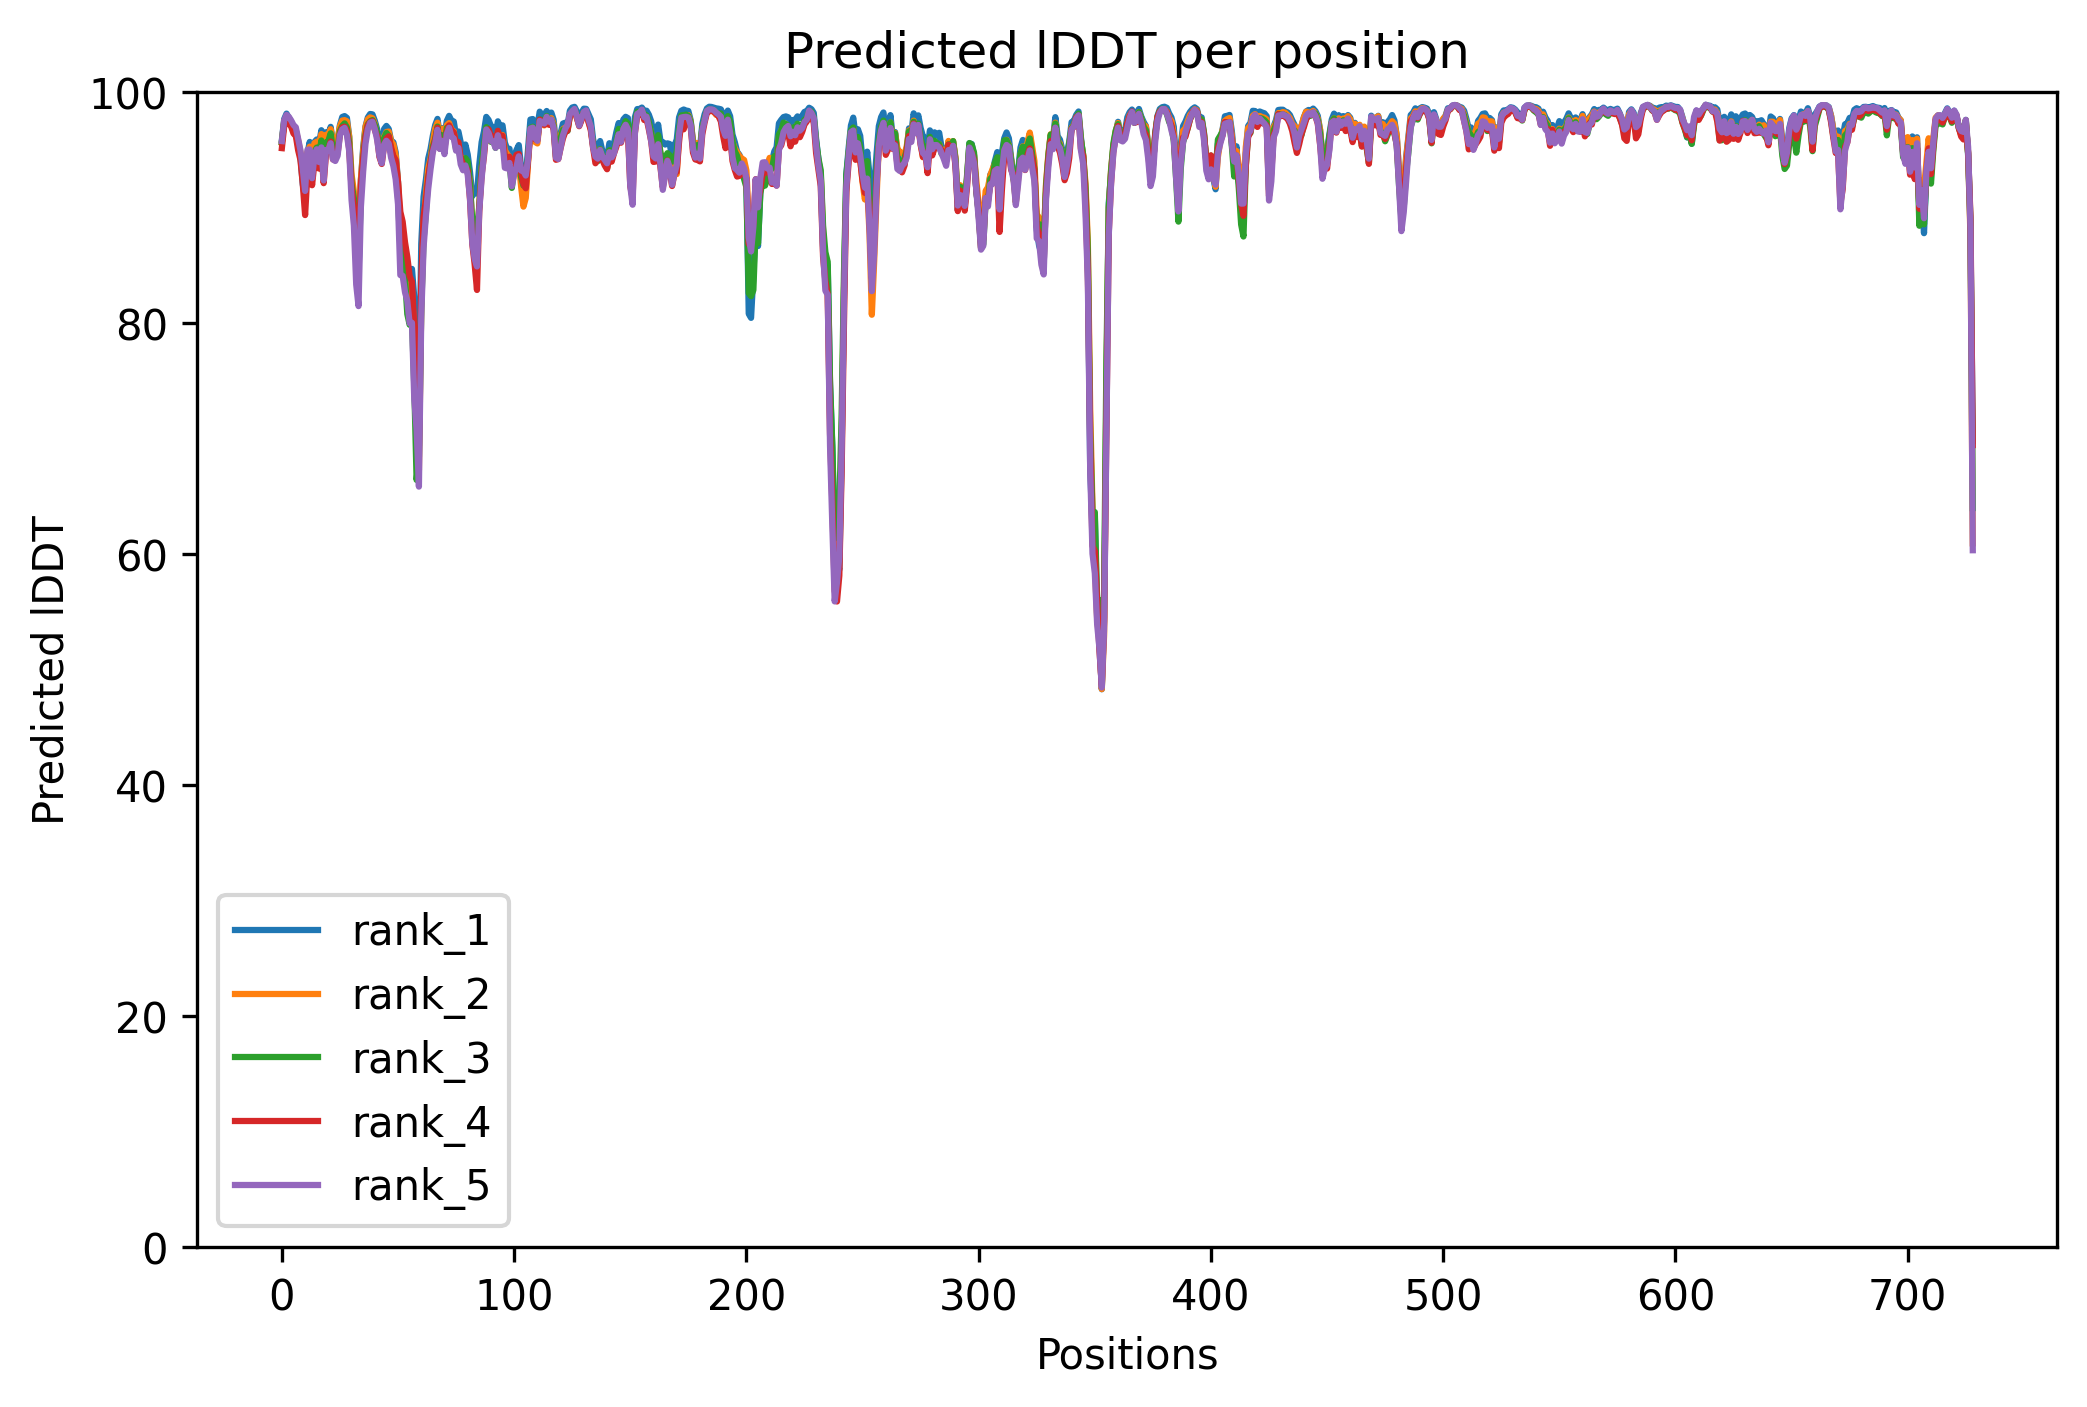 Predicted lDDT per position
100
80
60
40
20
0
Predicted lDDT
rank_1
rank_2
rank_3
rank_4
rank_5
0 100 200 300 400 500 600 700
Positions